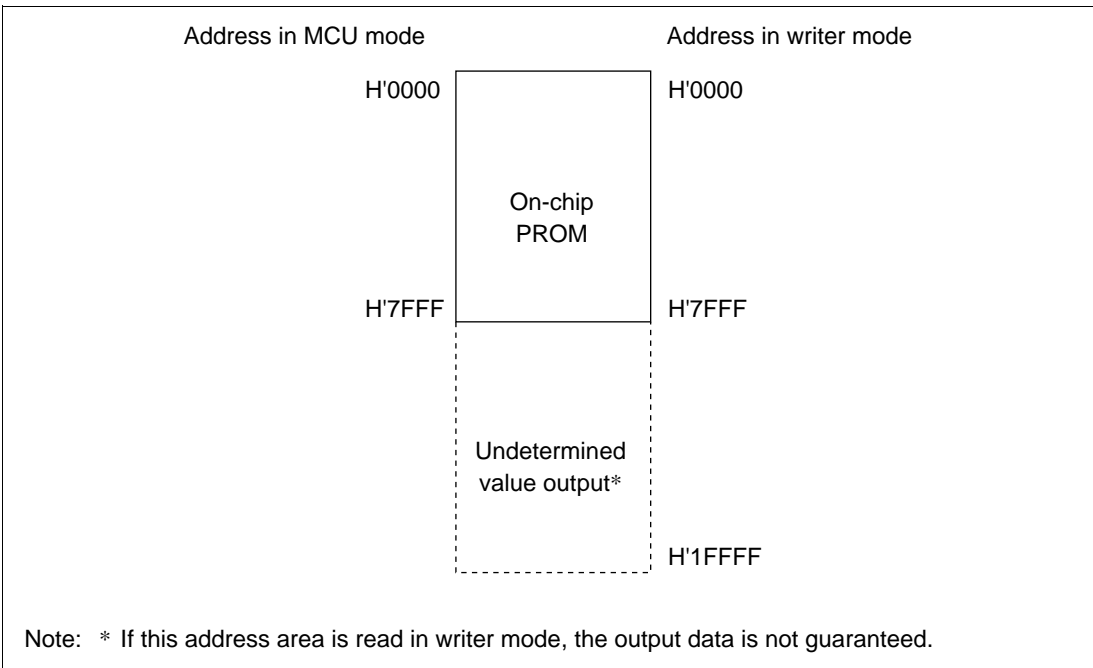 Address in MCU mode
Address in writer mode
H'0000
H'0000
On-chip
PROM
H'7FFF
H'7FFF
Undetermined
value output*
H'1FFFF
Note: * If this address area is read in writer mode, the output data is not guaranteed.